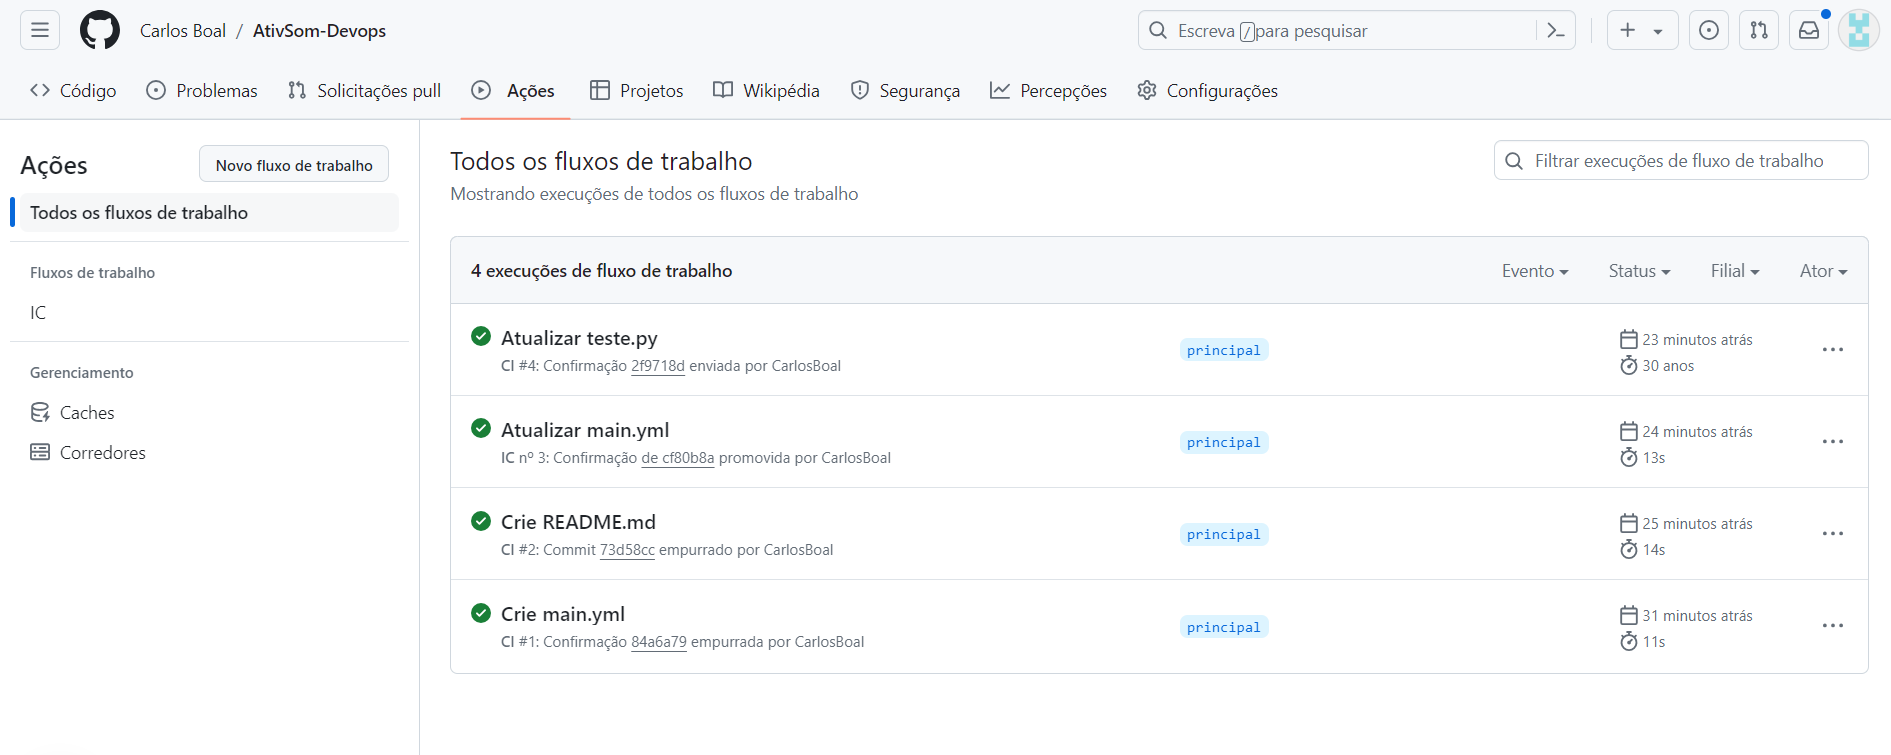 Carlos Boal / AtivSom-Devops
Escreva / para pesquisar
Código
Problemas
Solicitações pull
Ações
Projetos
Wikipédia
Segurança
Percepções
Configurações
Ações
Novo fluxo de trabalho
Todos os fluxos de trabalho
Fluxos de trabalho
IC
Gerenciamento
Caches
Corredores
Todos os fluxos de trabalho
Mostrando execuções de todos os fluxos de trabalho
Filtrar execuções de fluxo de trabalho
4 execuções de fluxo de trabalho
Evento
Status
Filial
Ator
Atualizar teste.py
CI #4: Confirmação 2f9718d enviada por CarlosBoal
principal
23 minutos atrás
30 anos
Atualizar main.yml
IC nº 3: Confirmação de cf80b8a promovida por CarlosBoal
principal
24 minutos atrás
13s
Crie README.md
CI #2: Commit 73d58cc empurrado por CarlosBoal
principal
25 minutos atrás
14s
Crie main.yml
CI #1: Confirmação 84a6a79 empurrada por CarlosBoal
principal
31 minutos atrás
11s